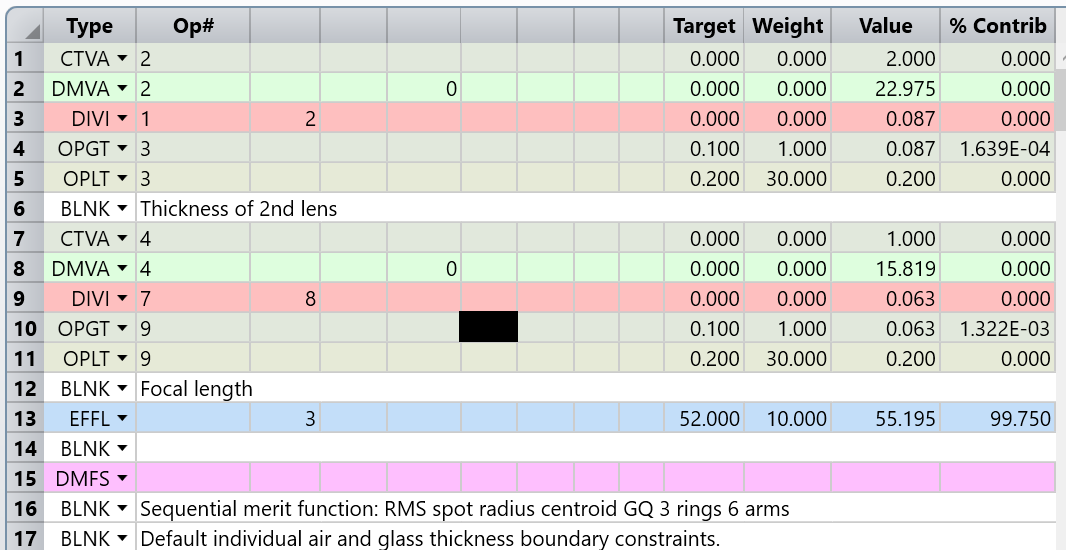 Type Op# Target Weight Value % Contrib
1 CTVA 2 0.000 0.000 2.000 0.000
2 DMVA 2 0 0.000 0.000 22.975 0.000
3 DIVI 1 2 0.000 0.000 0.087 0.000
4 OPGT 3 0.100 1.000 0.087 1.639E-04
5 OPLT 3 0.200 30.000 0.200 0.000
6 BLNK Thickness of 2nd lens
7 CTVA 4 0.000 0.000 1.000 0.000
8 DMVA 4 0 0.000 0.000 15.819 0.000
9 DIVI 7 8 0.000 0.000 0.063 0.000
10 OPGT 9 0.100 1.000 0.063 1.322E-03
11 OPLT 9 0.200 30.000 0.200 0.000
12 BLNK Focal length
13 EFFL 3 52.000 10.000 55.195 99.750
14 BLNK
15 DMFS
16 BLNK Sequential merit function: RMS spot radius centroid GQ 3 rings 6 arms
17 BLNK Default individual air and glass thickness boundary constraints.